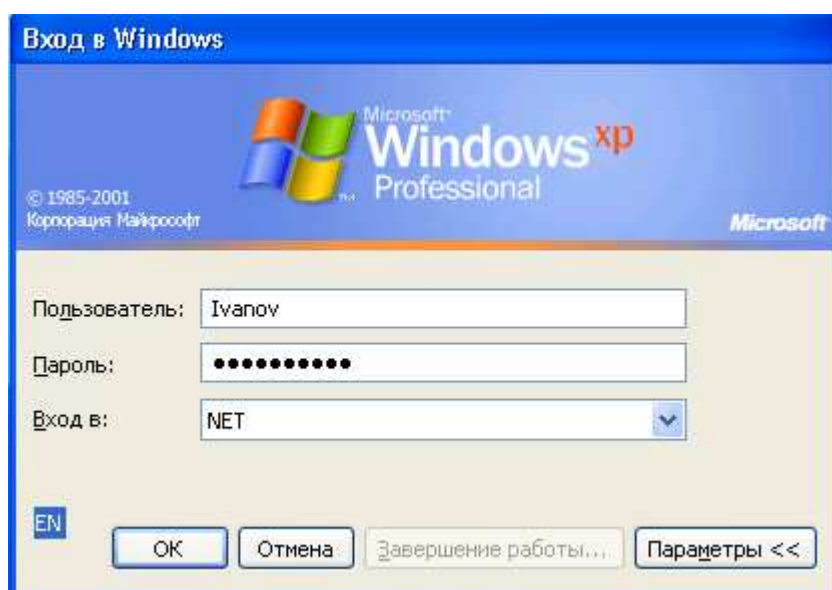 Вход в Windows
Microsoft
Windows xp
Professional
© 1985-2001
Корпорация Майкрософт
Microsoft
Пользователь: Ivanov
Пароль: ●●●●●●●●●●
Вход в: NET
EN
ОК Отмена Завершение работы... Параметры <<